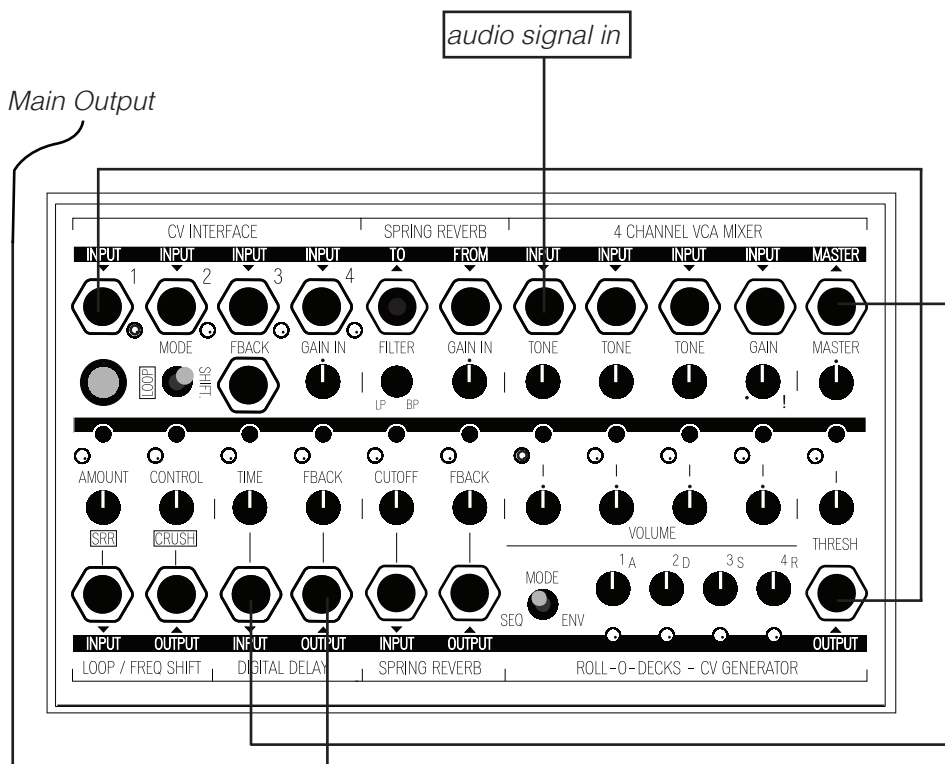 audio signal in
Main Output
CV INTERFACE SPRING REVERB 4 CHANNEL VCA MIXER
INPUT INPUT INPUT INPUT TO FROM INPUT INPUT INPUT INPUT MASTER
1 2 3 4
MODE FBACK GAIN IN FILTER GAIN IN TONE TONE TONE GAIN MASTER
LOOP SHIFT.
LP BP !
AMOUNT CONTROL TIME FBACK CUTOFF FBACK
SRR CRUSH VOLUME THRESH
1 A 2 D 3 S 4 R
MODE
SEQ ENV
INPUT OUTPUT INPUT OUTPUT INPUT OUTPUT OUTPUT
LOOP / FREQ SHIFT DIGITAL DELAY SPRING REVERB ROLL-O-DECKS - CV GENERATOR